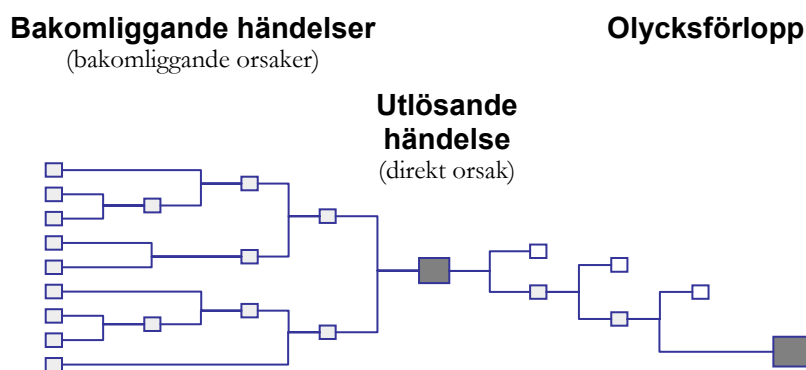 Bakomliggande händelser
(bakomliggande orsaker)
Olycksförlopp
Utlösande
händelse
(direkt orsak)